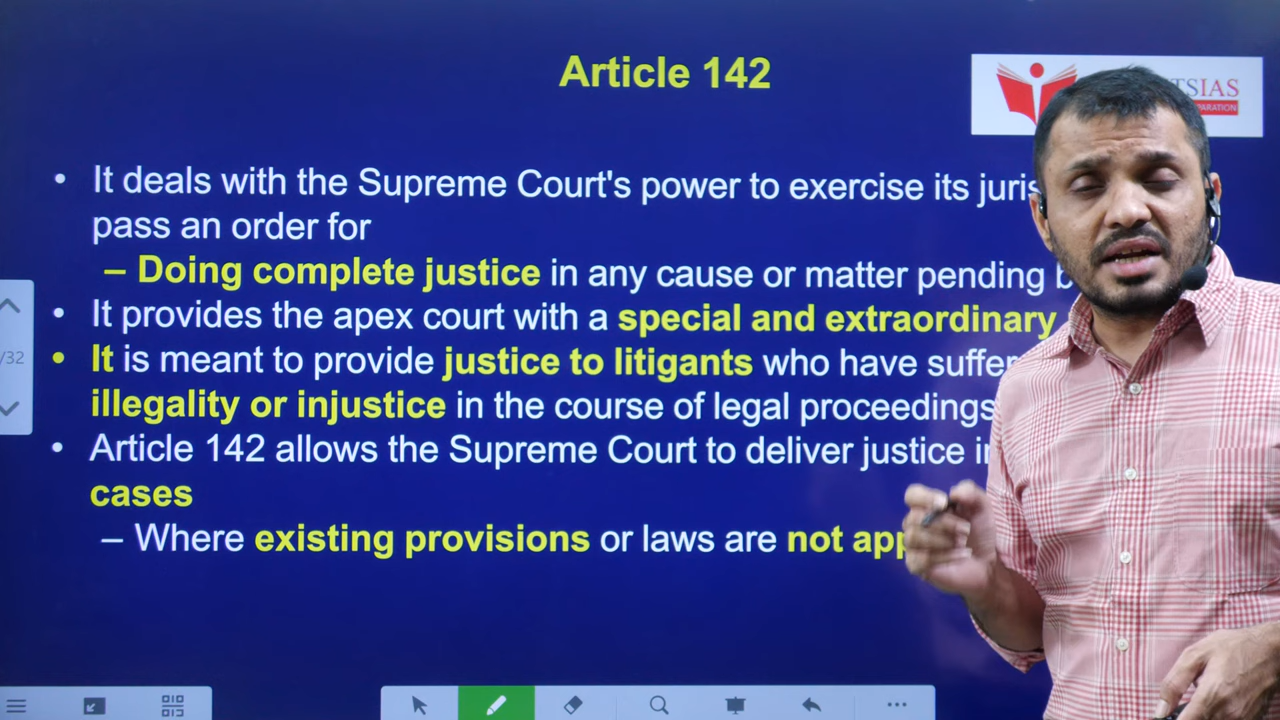 Article 142
TSIAS
PARATION
• It deals with the Supreme Court's power to exercise its
pass an order for
– Doing complete justice in any cause or matter pending
• It provides the apex court with a special and extraordinary
• It is meant to provide justice to litigants who have
illegality or injustice in the course of legal proceedings
• Article 142 allows the Supreme Court to deliver justice
cases
– Where existing provisions or laws are not
/32